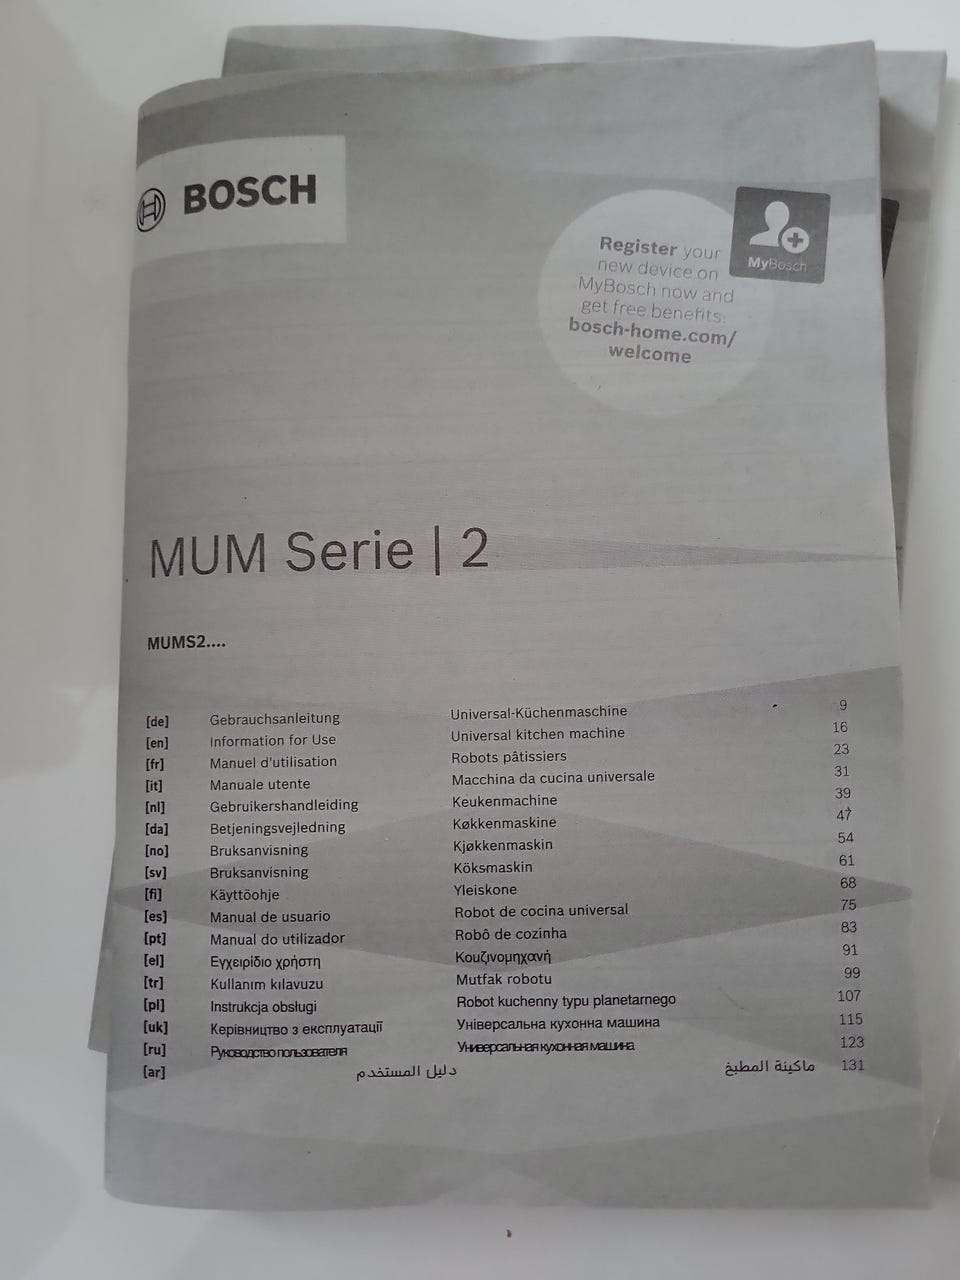 BOSCH
Register your
new device on
MyBosch now and
get free benefits:
bosch-home.com/
welcome
MyBosch
MUM Serie | 2
MUMS2....
[de] Gebrauchsanleitung Universal-Küchenmaschine 9
[en] Information for Use Universal kitchen machine 16
[fr] Manuel d'utilisation Robots pâtissiers 23
[it] Manuale utente Macchina da cucina universale 31
[nl] Gebruikershandleiding Keukenmachine 39
[da] Betjeningsvejledning Køkkenmaskine 47
[no] Bruksanvisning Kjøkkenmaskin 54
[sv] Bruksanvisning Köksmaskin 61
[fi] Käyttöohje Yleiskone 68
[es] Manual de usuario Robot de cocina universal 75
[pt] Manual do utilizador Robô de cozinha 83
[el] Εγχειρίδιο χρήστη Κουζινομηχανή 91
[tr] Kullanım kılavuzu Mutfak robotu 99
[pl] Instrukcja obsługi Robot kuchenny typu planetarnego 107
[uk] Керівництво з експлуатації Універсальна кухонна машина 115
[ru] Руководство пользователя Универсальная кухонная машина 123
[ar] دليل المستخدم ماكينة المطبخ 131